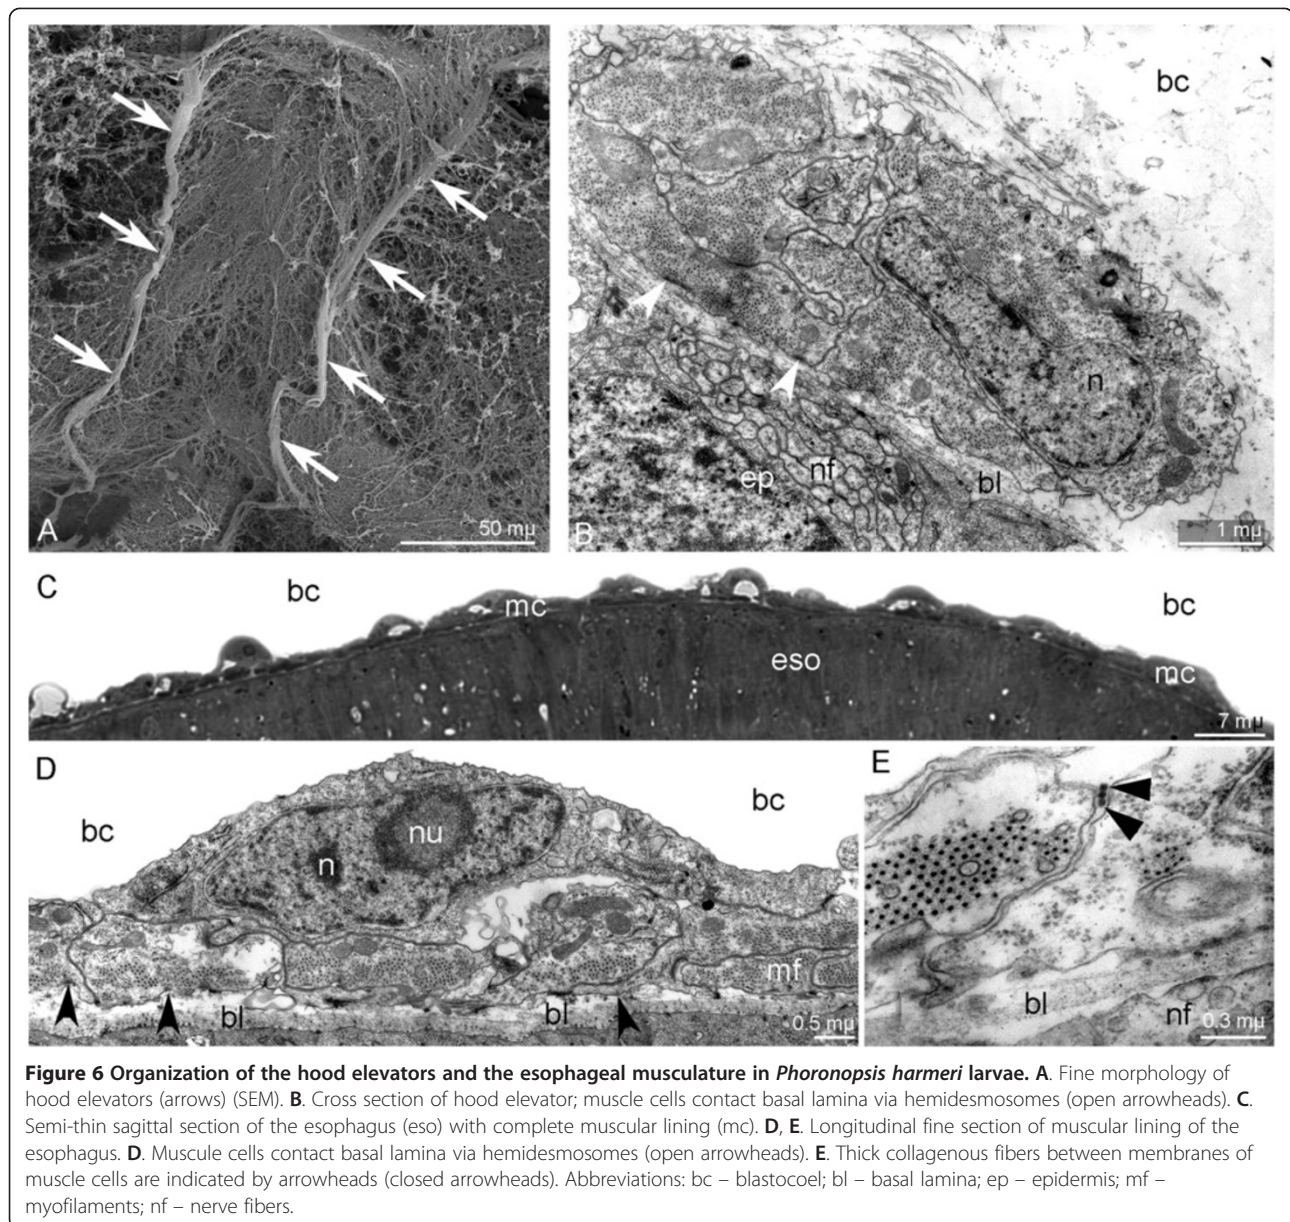 bc
n
nf
ep
bl
A
50 mµ
B
1 mµ
C
bc
mc
bc
eso
mc
7 mµ
D
bc
bc
nu
n
mf
bl
bl
0.5 mµ
E
bl
nf
0.3 mµ
Figure 6 Organization of the hood elevators and the esophageal musculature in Phoronopsis harmeri larvae. A. Fine morphology of
hood elevators (arrows) (SEM). B. Cross section of hood elevator; muscle cells contact basal lamina via hemidesmosomes (open arrowheads). C.
Semi-thin sagittal section of the esophagus (eso) with complete muscular lining (mc). D, E. Longitudinal fine section of muscular lining of the
esophagus. D. Muscule cells contact basal lamina via hemidesmosomes (open arrowheads). E. Thick collagenous fibers between membranes of
muscle cells are indicated by arrowheads (closed arrowheads). Abbreviations: bc – blastocoel; bl – basal lamina; ep – epidermis; mf –
myofilaments; nf – nerve fibers.